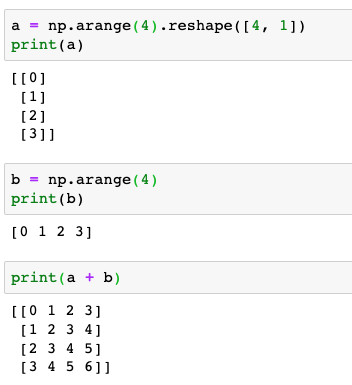 a = np.arange(4).reshape([4, 1])
print(a)
[[0]
 [1]
 [2]
 [3]]
b = np.arange(4)
print(b)
[0 1 2 3]
print(a + b)
[[0 1 2 3]
 [1 2 3 4]
 [2 3 4 5]
 [3 4 5 6]]